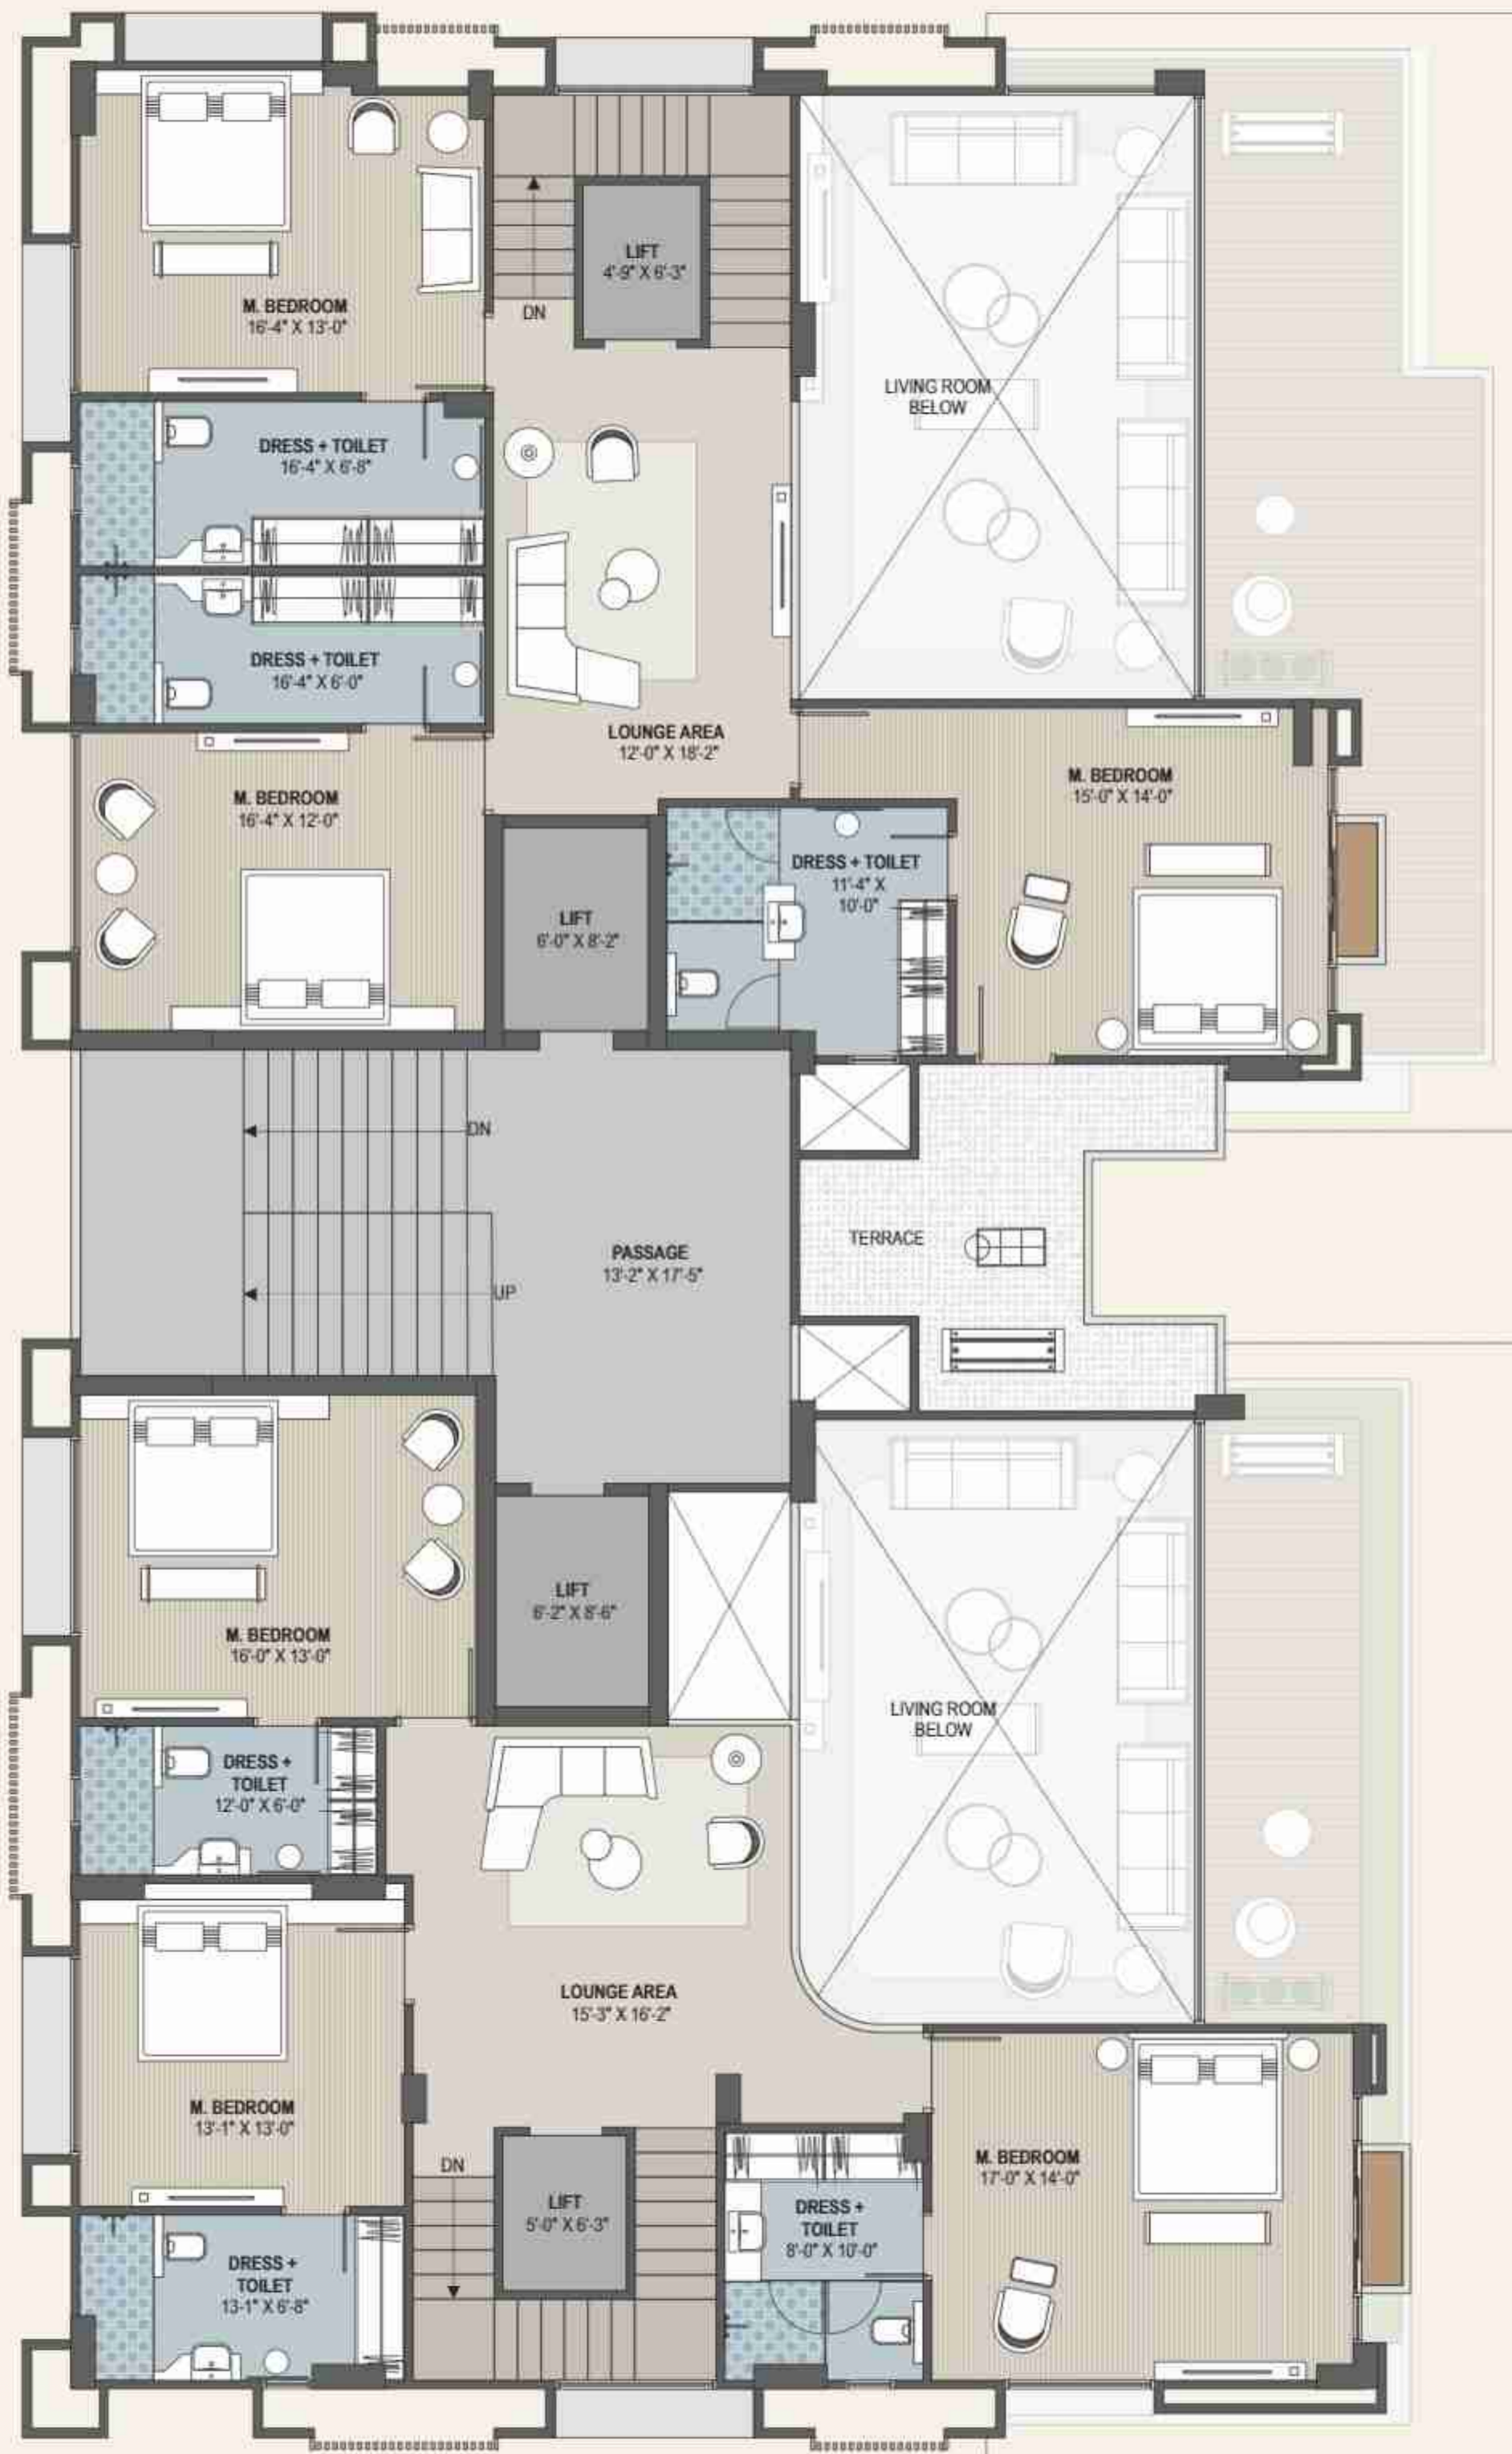 LIFT
4'-9" X 6'-3"
DN
M. BEDROOM
16'-4" X 13'-0"
LIVING ROOM
BELOW
DRESS + TOILET
16'-4" X 6'-8"
DRESS + TOILET
16'-4" X 6'-0"
LOUNGE AREA
12'-0" X 18'-2"
M. BEDROOM
15'-0" X 14'-0"
M. BEDROOM
16'-4" X 12'-0"
DRESS + TOILET
11'-4" X
10'-0"
LIFT
6'-0" X 8'-2"
DN
TERRACE
PASSAGE
13'-2" X 17'-5"
UP
LIFT
6'-2" X 8'-6"
M. BEDROOM
16'-0" X 13'-0"
LIVING ROOM
BELOW
DRESS +
TOILET
12'-0" X 6'-0"
LOUNGE AREA
15'-3" X 16'-2"
M. BEDROOM
13'-1" X 13'-0"
M. BEDROOM
17'-0" X 14'-0"
DN
LIFT
5'-0" X 6'-3"
DRESS +
TOILET
8'-0" X 10'-0"
DRESS +
TOILET
13-1" X 6'-8"